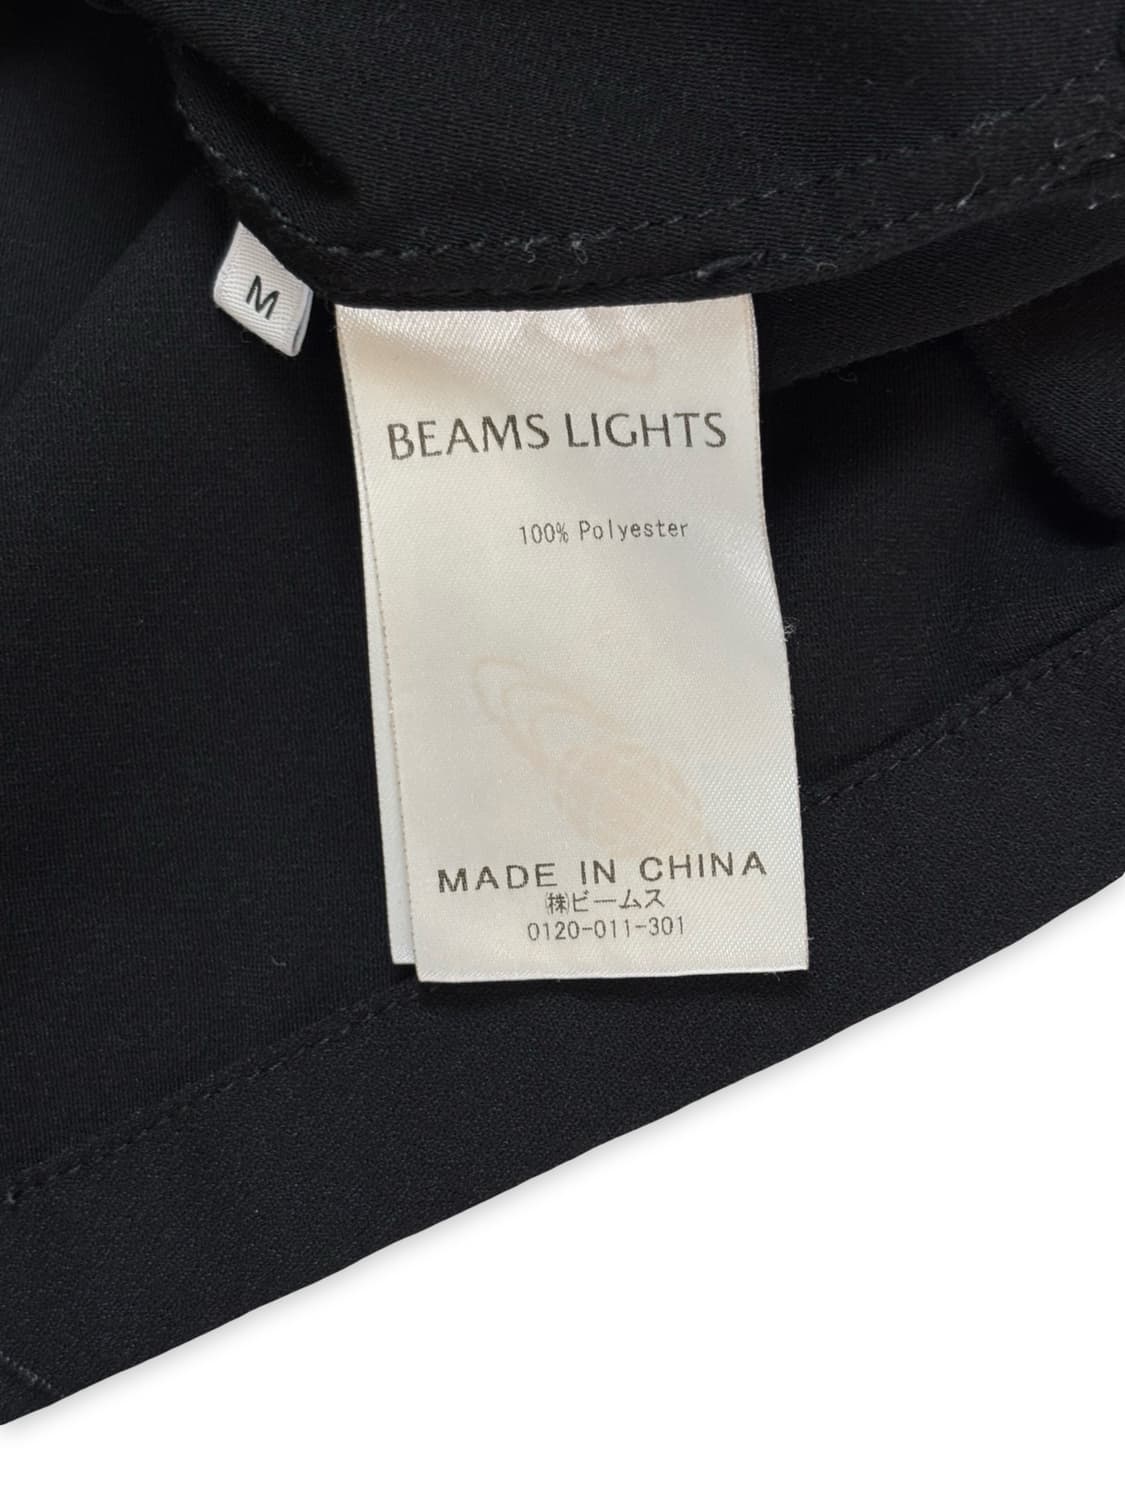 M
BEAMS LIGHTS
100% Polyester
MADE IN CHINA
㈱ビームス
0120-011-301